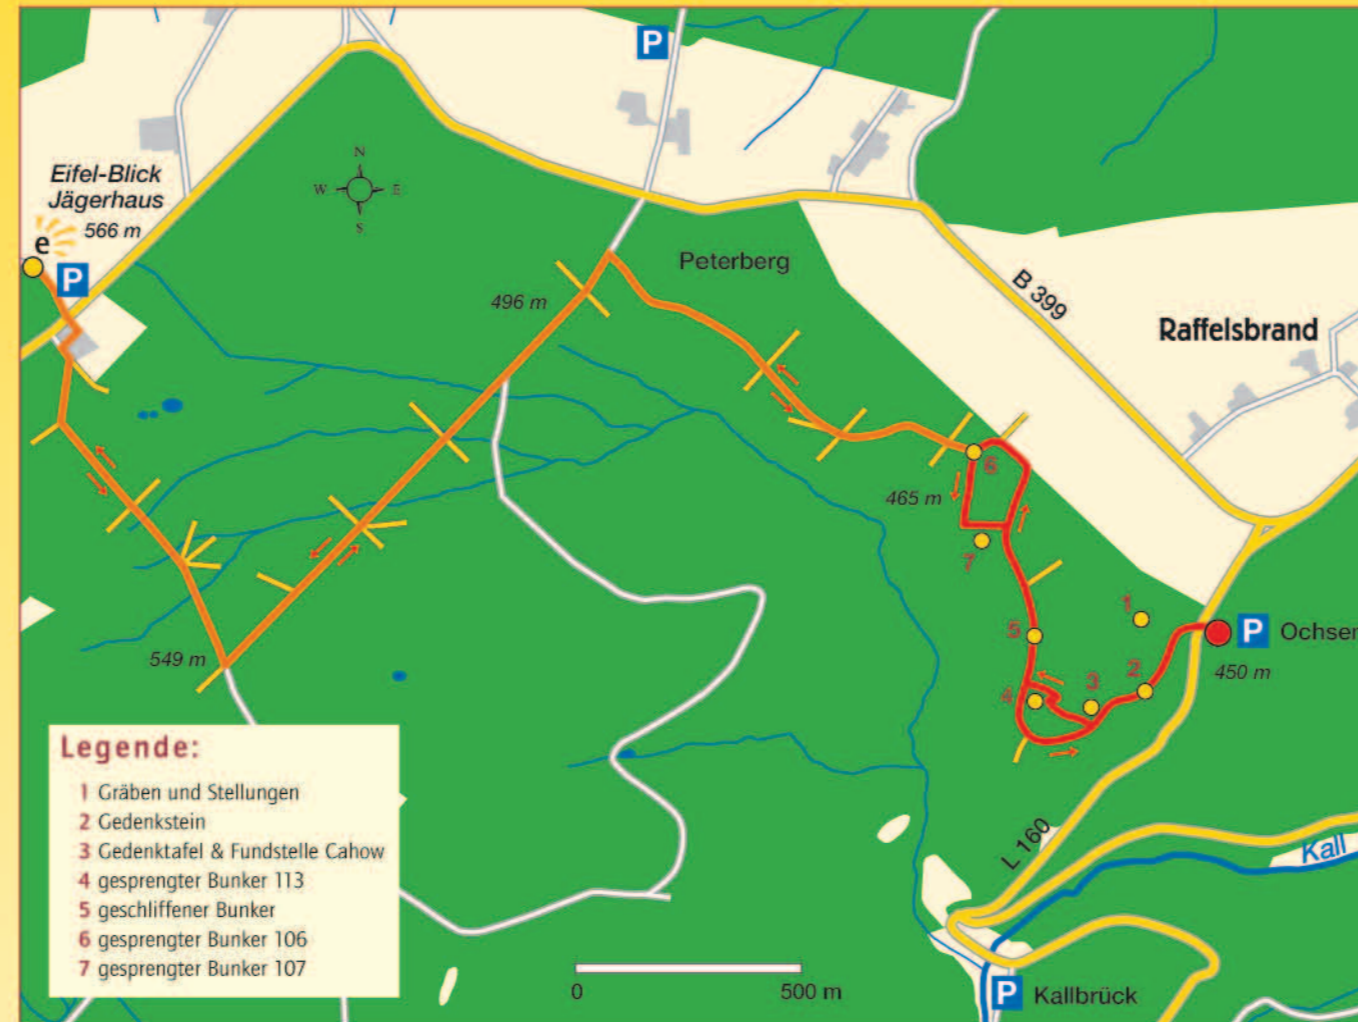 P
N
W E
S
Eifel-Blick
Jägerhaus
566 m
e
P
Peterberg
496 m
B 399
Raffelsbrand
6
465 m
7
1
5
P Ochsen
450 m
2
3
4
549 m
L 160
Kall
Legende:
1 Gräben und Stellungen
2 Gedenkstein
3 Gedenktafel & Fundstelle Cahow
4 gesprengter Bunker 113
5 geschliffener Bunker
6 gesprengter Bunker 106
7 gesprengter Bunker 107
0 500 m
P Kallbrück